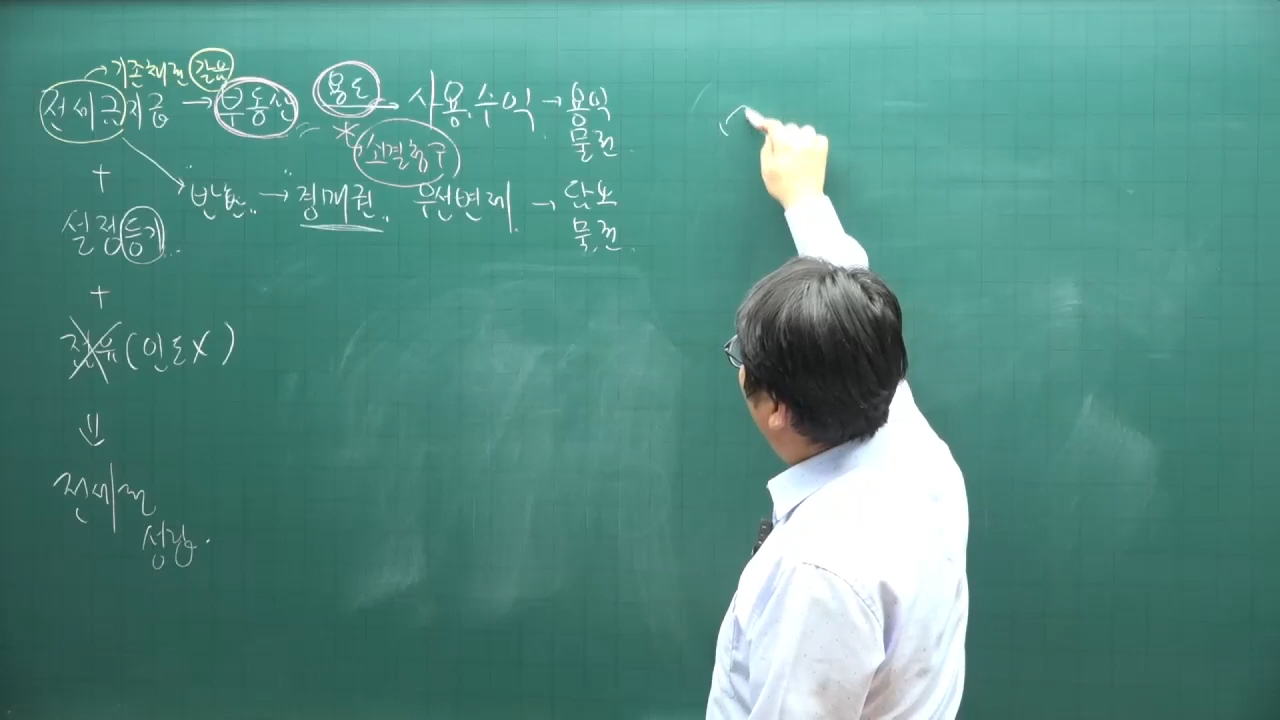 기존채권 갈음
전세금지급 → 부동산 용도 → 사용.수익 → 용익
물권.
* 소멸청구
+ 반환.. → 경매권.. 우선변제. → 담보
물권.
설정등기..
+
점유 (인도X)
⇓
전세권
성립.